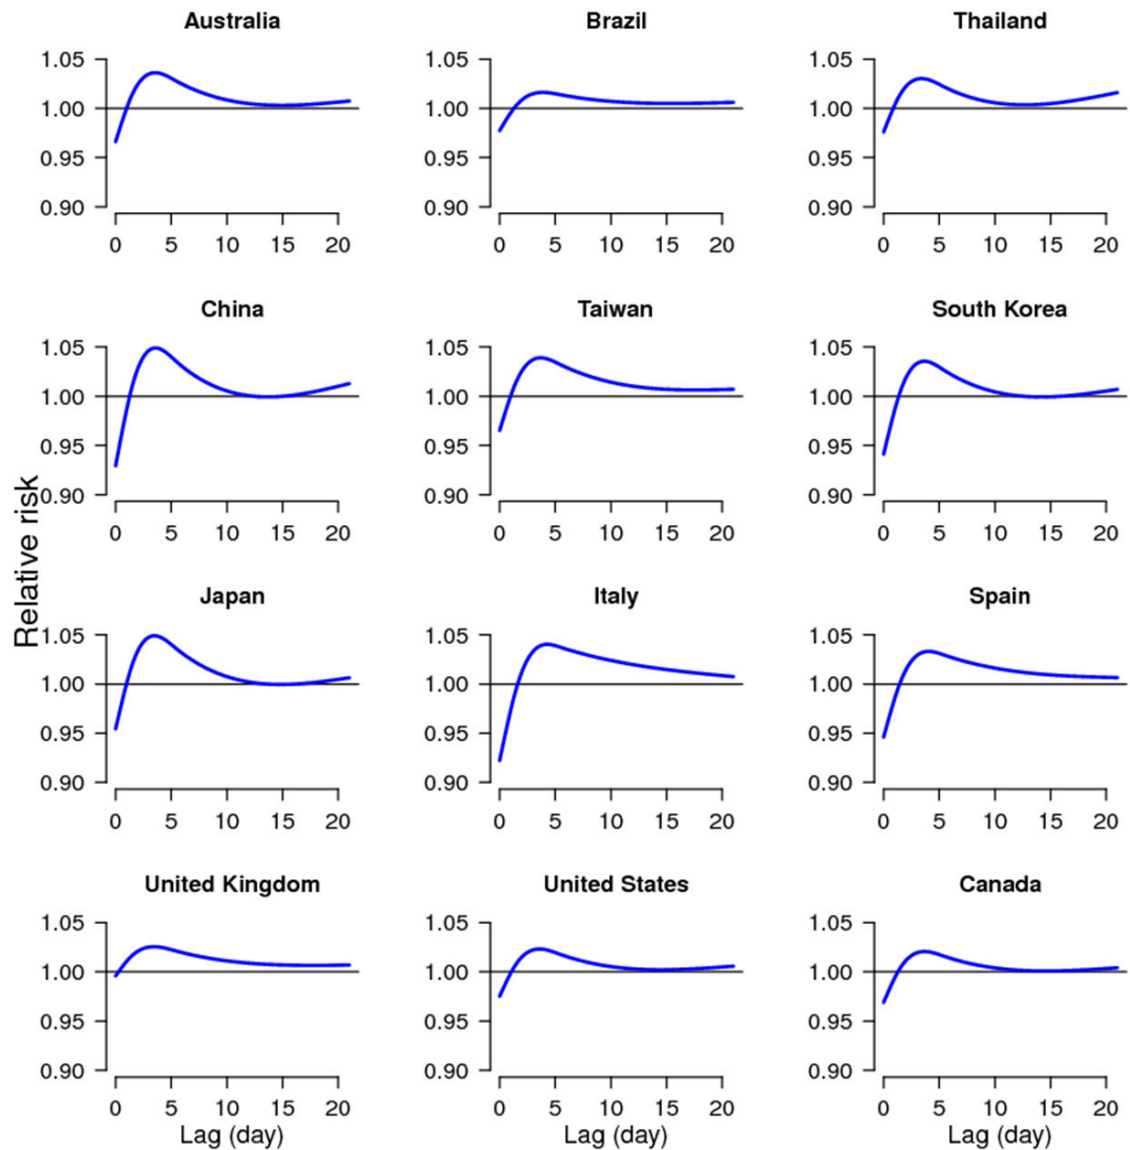 Australia Brazil Thailand
1.05 1.05 1.05
1.00 1.00 1.00
0.95 0.95 0.95
0.90 0.90 0.90
0 5 10 15 20 0 5 10 15 20 0 5 10 15 20
China Taiwan South Korea
1.05 1.05 1.05
1.00 1.00 1.00
0.95 0.95 0.95
0.90 0.90 0.90
0 5 10 15 20 0 5 10 15 20 0 5 10 15 20
Relative risk
Japan Italy Spain
1.05 1.05 1.05
1.00 1.00 1.00
0.95 0.95 0.95
0.90 0.90 0.90
0 5 10 15 20 0 5 10 15 20 0 5 10 15 20
United Kingdom United States Canada
1.05 1.05 1.05
1.00 1.00 1.00
0.95 0.95 0.95
0.90 0.90 0.90
0 5 10 15 20 0 5 10 15 20 0 5 10 15 20
Lag (day) Lag (day) Lag (day)